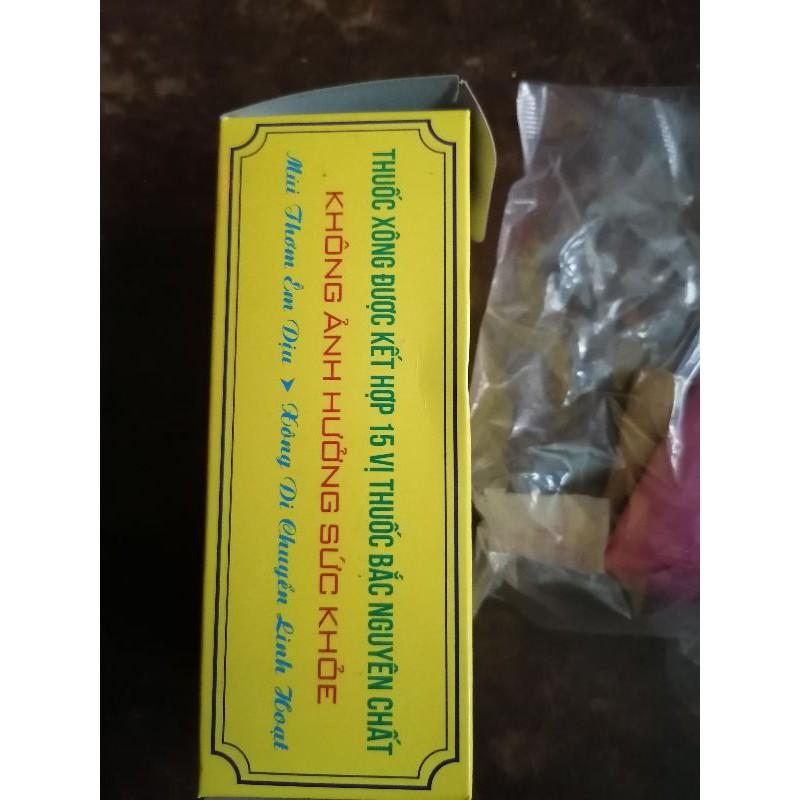 THUỐC XÔNG ĐƯỢC KẾT HỢP 15 VỊ THUỐC BẮC NGUYÊN CHẤT
KHÔNG ẢNH HƯỞNG SỨC KHỎE
Mùi Thơm Êm Dịu ➤ Xông Di Chuyển Linh Hoạt